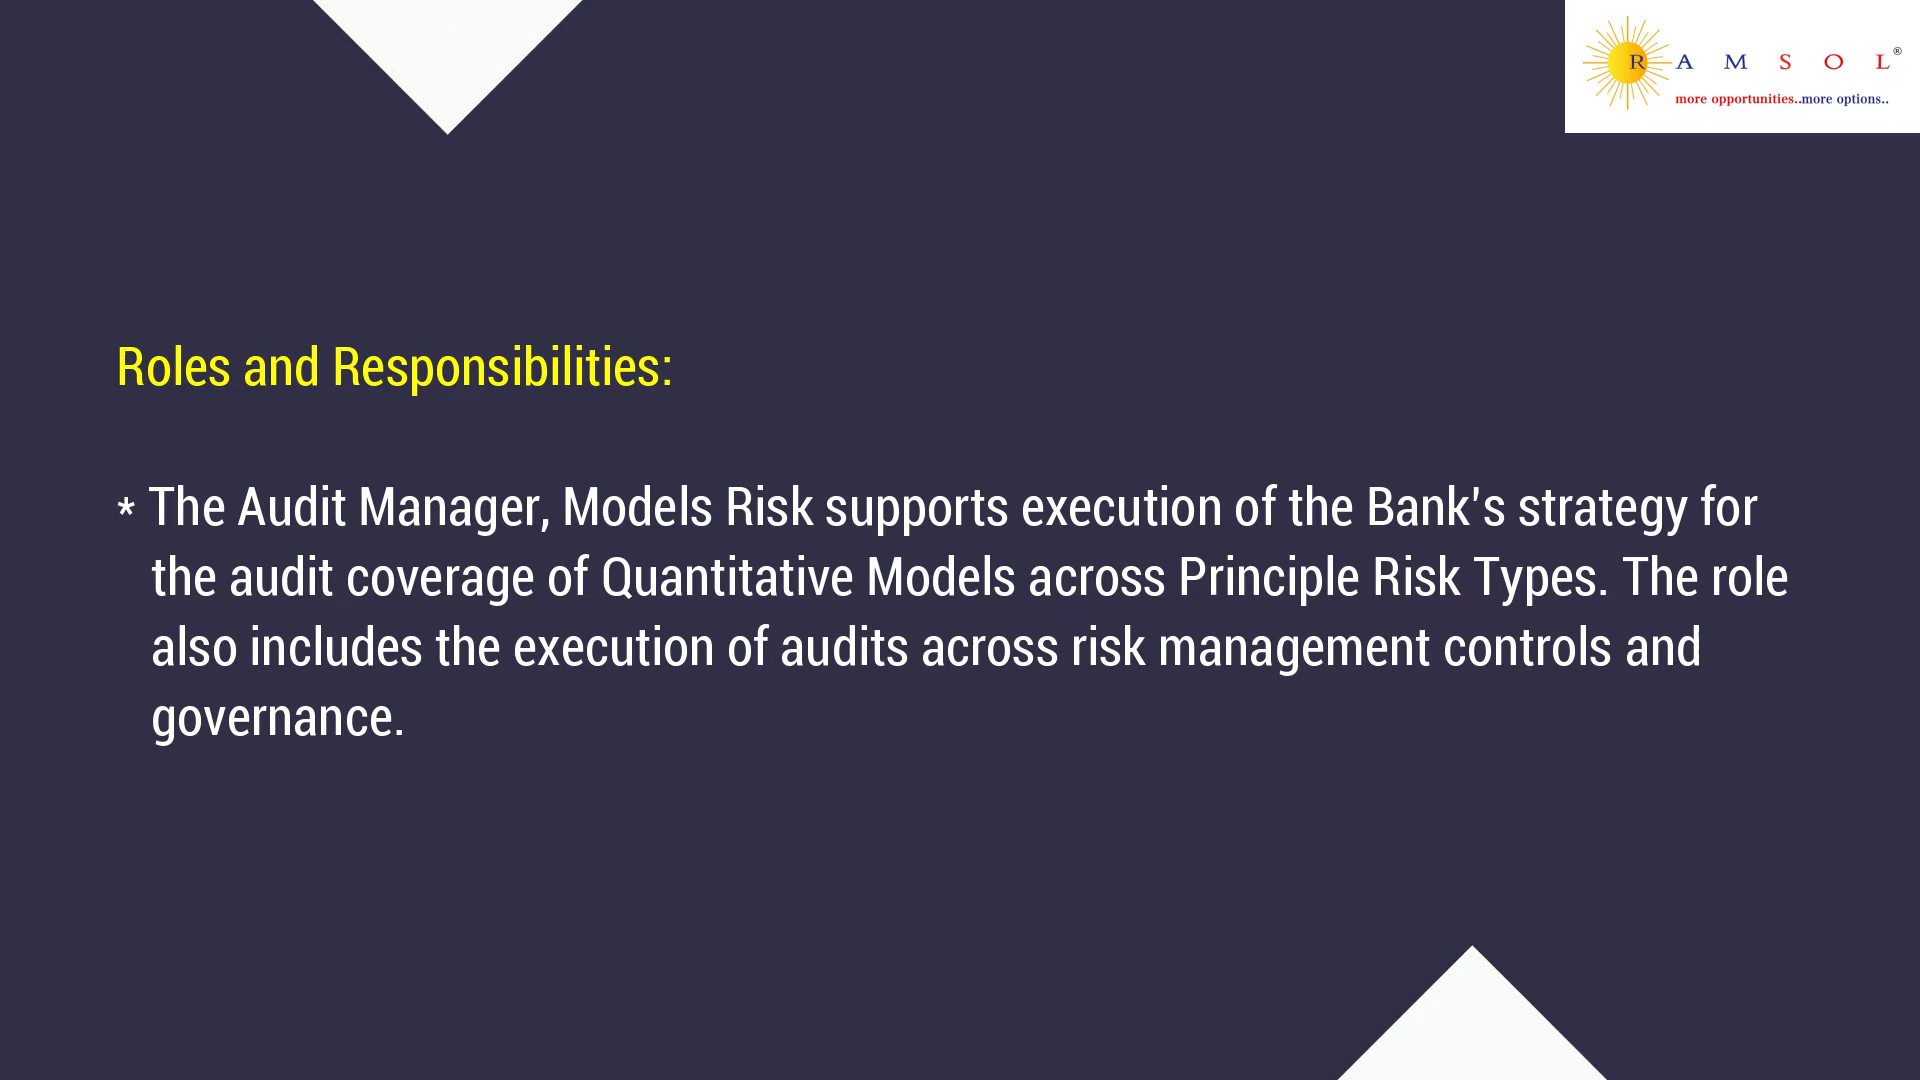 R A M S O L®
more opportunities..more options..
Roles and Responsibilities:
* The Audit Manager, Models Risk supports execution of the Bank's strategy for
the audit coverage of Quantitative Models across Principle Risk Types. The role
also includes the execution of audits across risk management controls and
governance.